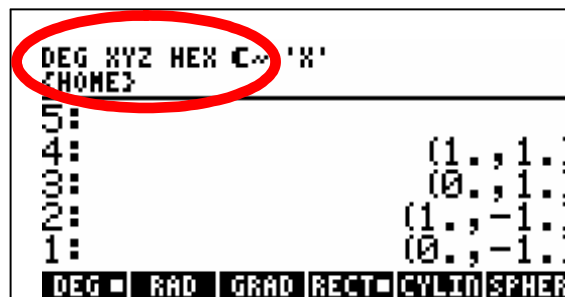 DEG XYZ HEX C~ 'X'
{HOME}
5:
4: (1.,1.)
3: (0.,1.)
2: (1.,-1.)
1: (0.,-1.)
DEG▪ RAD GRAD RECT▪ CYLIN SPHER